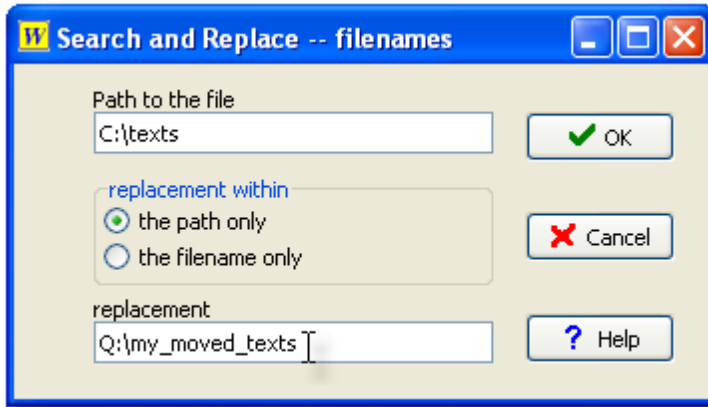 W Search and Replace -- filenames
Path to the file
C:\texts
OK
replacement within
the path only
the filename only
Cancel
replacement
Q:\my_moved_texts
? Help